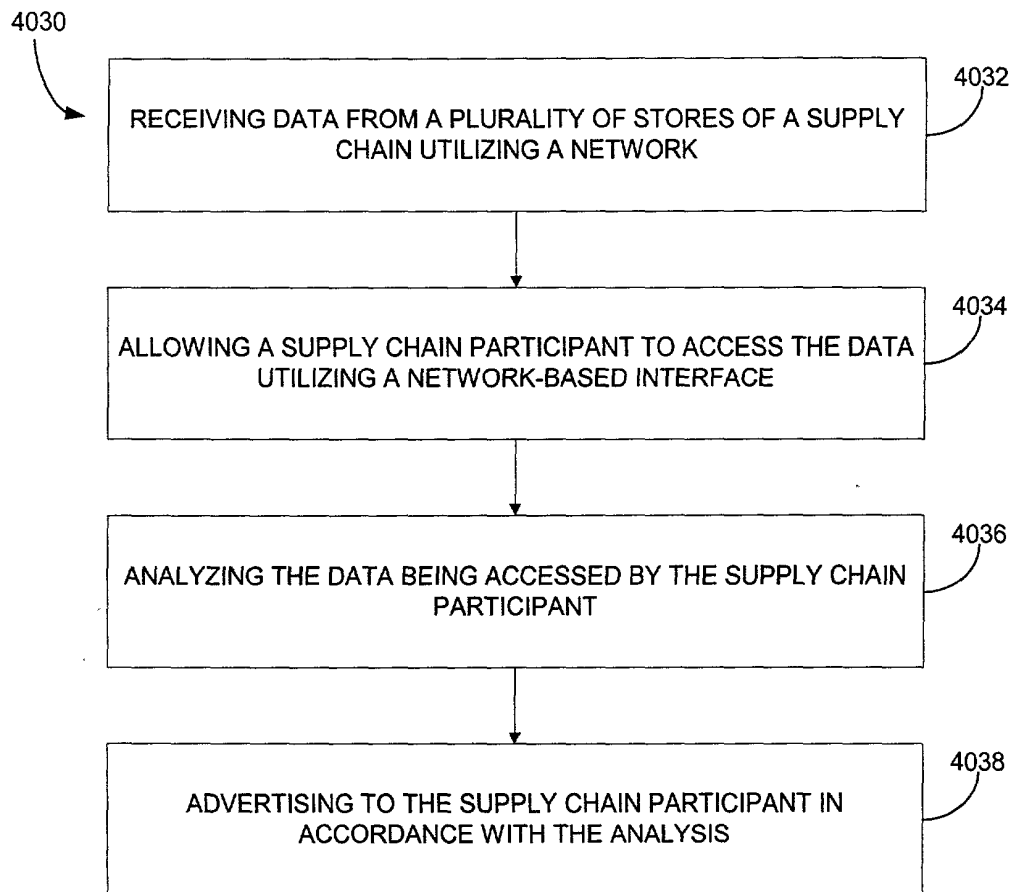 4030
4032
RECEIVING DATA FROM A PLURALITY OF STORES OF A SUPPLY
CHAIN UTILIZING A NETWORK
4034
ALLOWING A SUPPLY CHAIN PARTICIPANT TO ACCESS THE DATA
UTILIZING A NETWORK-BASED INTERFACE
4036
ANALYZING THE DATA BEING ACCESSED BY THE SUPPLY CHAIN
PARTICIPANT
4038
ADVERTISING TO THE SUPPLY CHAIN PARTICIPANT IN
ACCORDANCE WITH THE ANALYSIS